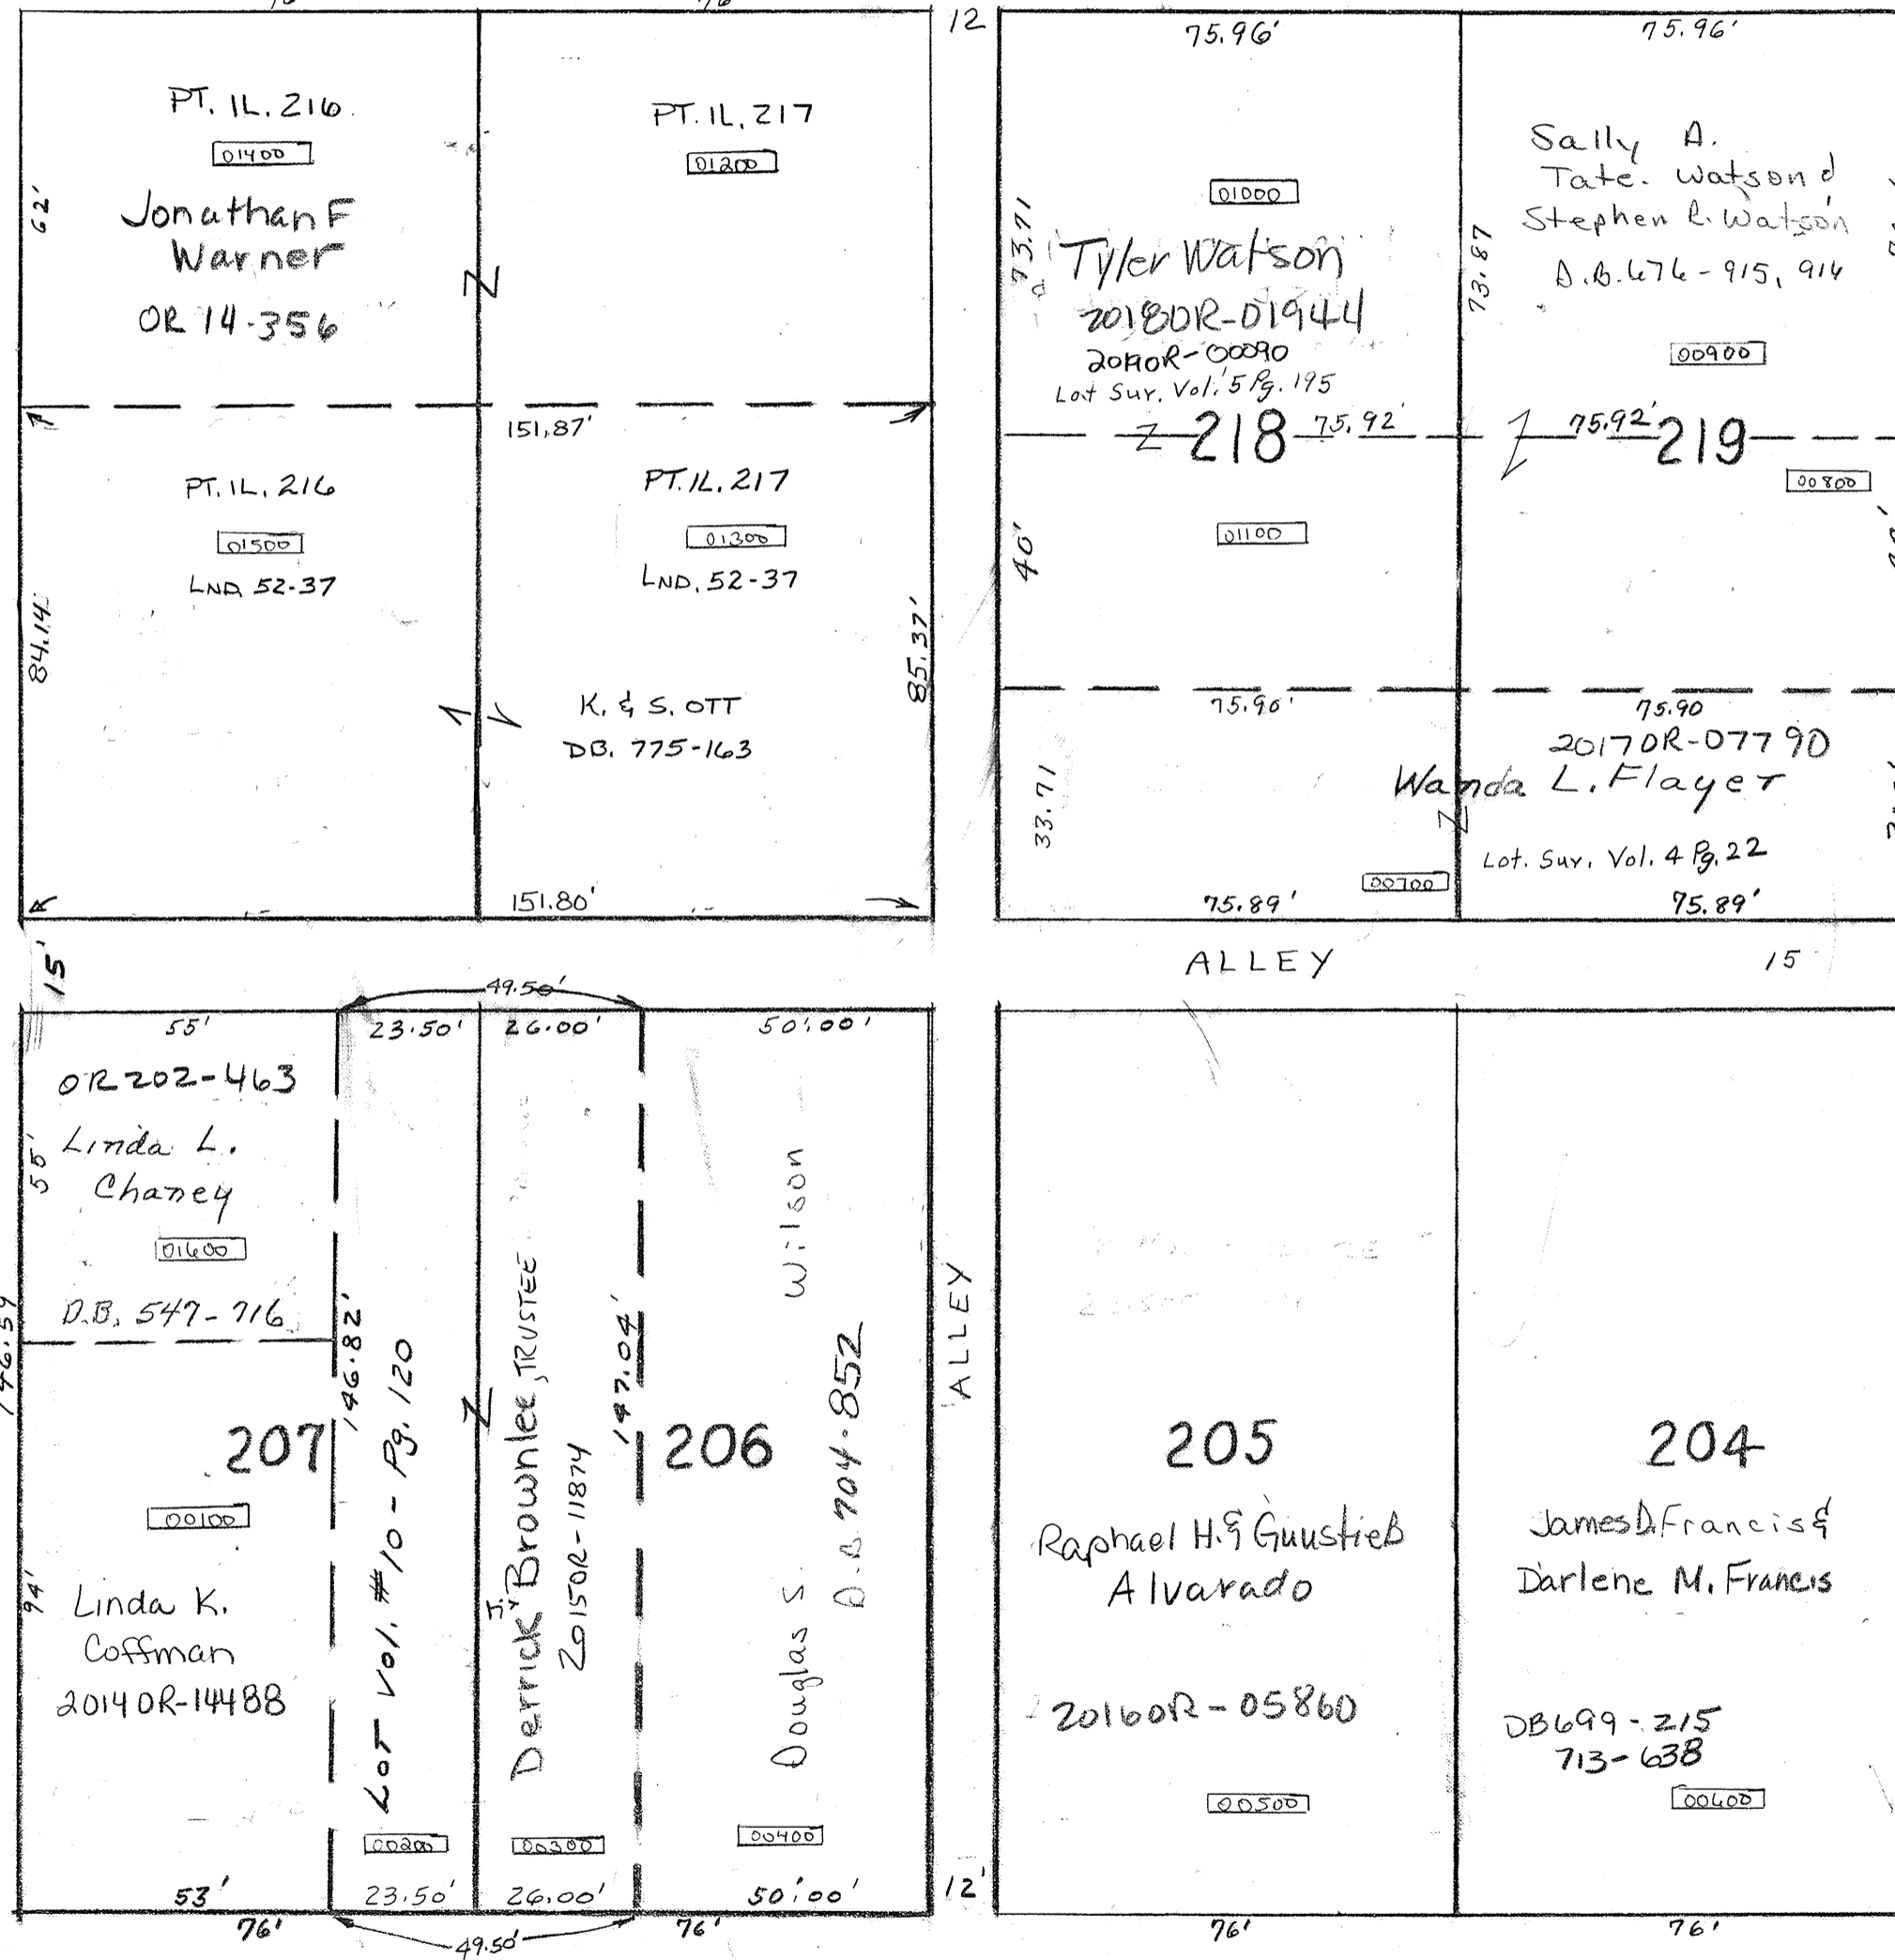 12
75.96'
75.96'
PT. IL. 216
01400
Jonathan F
Warner
OR 14-356
62'
PT. IL. 217
01200
151.87'
PT. IL. 216
01500
LND. 52-37
84.14'
PT. IL. 217
01300
LND. 52-37
K. & S. OTT
DB. 775-163
85.37'
151.80'
01000
73.71
Tyler Watson
2018OR-01944
2019OR-00090
Lot Sur. Vol. 5 Pg. 195
218
75.92'
Sally A.
Tate. Watson &
Stephen R. Watson
D.B. 676-915, 916
73.87
00900
75.92'
219
00800
01100
40'
75.90'
75.90
33.71
2017OR-07790
Wanda L. Flayer
Lot. Sur. Vol. 4 Pg. 22
00700
75.89'
75.89'
ALLEY
15
15'
49.50'
55'
23.50'
26.00'
50'.00'
OR 202-463
Linda L.
Chaney
01600
D.B. 547-716
55'
146.59
146.82'
207
00100
94'
Linda K.
Coffman
2014OR-14488
53'
76'
LOT Vol. #10 - Pg. 120
00200
23.50'
Derrick J. Brownlee, TRUSTEE
2015OR-11874
147.04'
00300
26.00'
49.50'
206
Douglas S. Wilson
D.B. 704-852
00400
50'.00'
76'
ALLEY
12'
205
Raphael H. &
Alvarado
2016OR-05860
00500
76'
204
James D. Francis &
Darlene M. Francis
DB 699-215
713-638
00600
76'